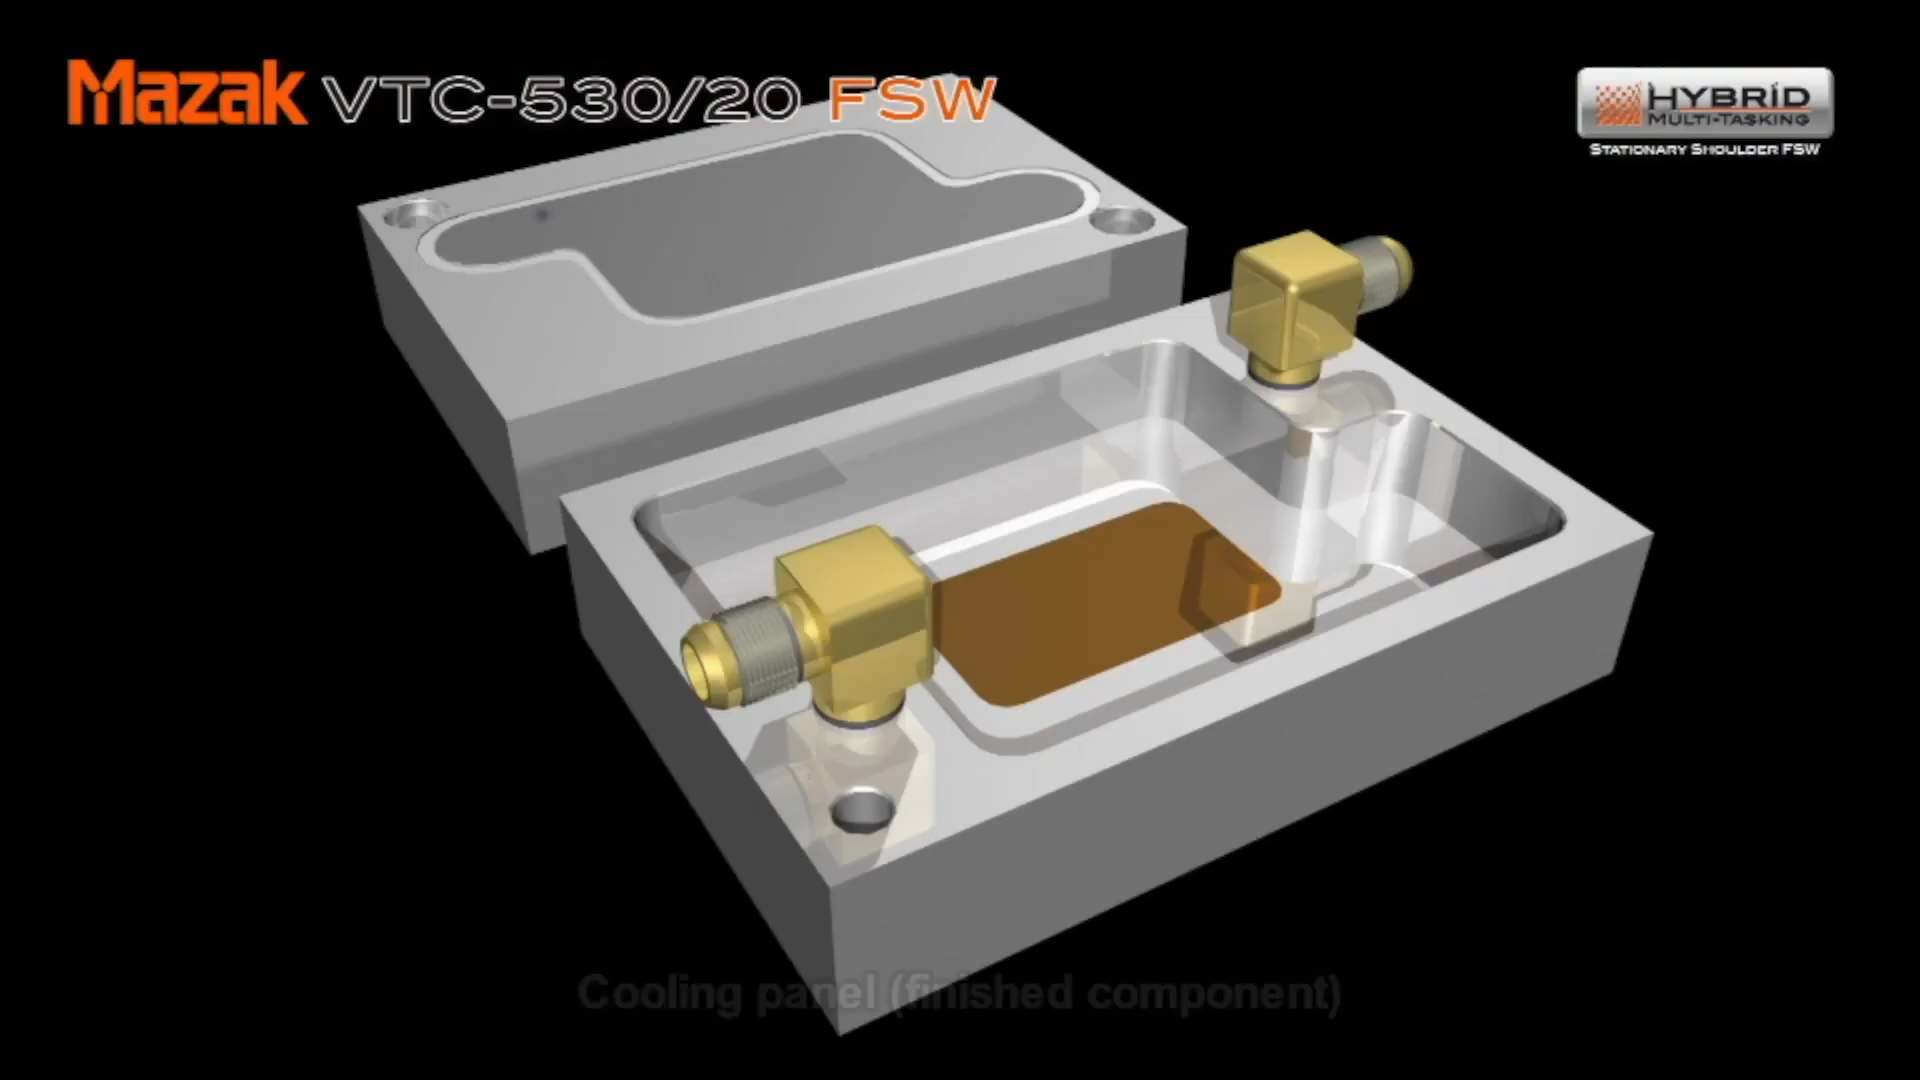 Mazak VTC-530/20 FSW
HYBRID
MULTI-TASKING
STATIONARY SHOULDER FSW
Cooling panel (finished component)